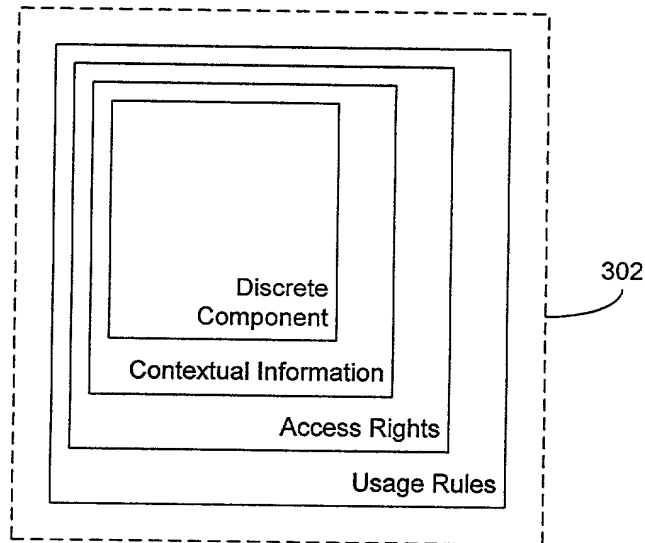 302
Discrete
Component
Contextual Information
Access Rights
Usage Rules